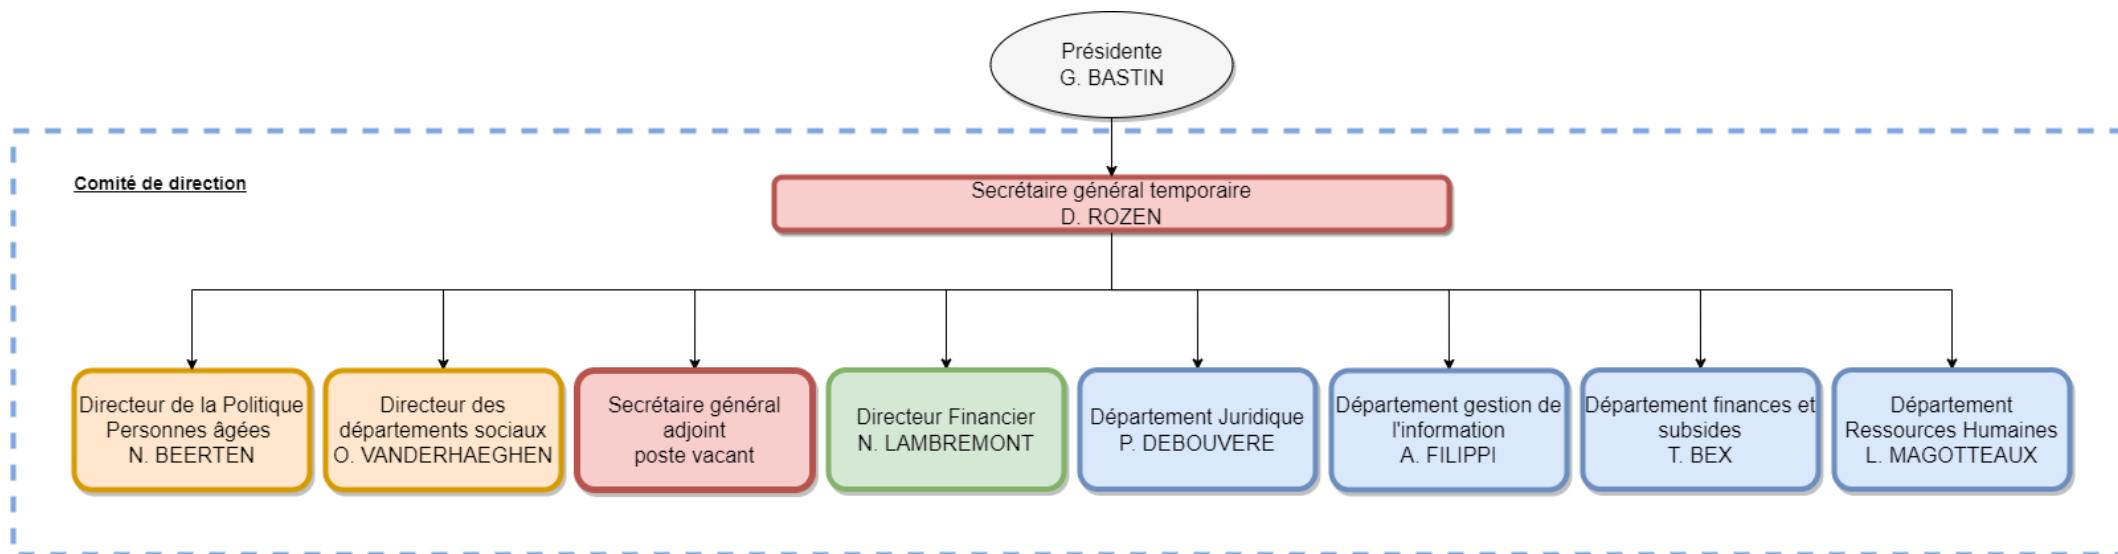 Présidente
G. BASTIN
Comité de direction
Secrétaire général temporaire
D. ROZEN
Directeur de la Politique
Personnes âgées
N. BEERTEN
Directeur des
départements sociaux
O. VANDERHAEGHEN
Secrétaire général
adjoint
poste vacant
Directeur Financier
N. LAMBREMONT
Département Juridique
P. DEBOUVERE
Département gestion de
l'information
A. FILIPPI
Département finances et
subsides
T. BEX
Département
Ressources Humaines
L. MAGOTTEAUX